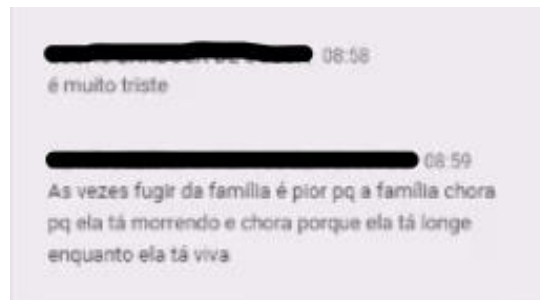 08:58
é muito triste
08:59
As vezes fugir da família é pior pq a família chora
pq ela tá morrendo e chora porque ela tá longe
enquanto ela tá viva